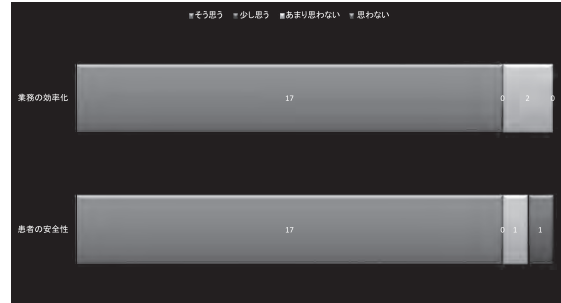 そう思う 少し思う あまり思わない 思わない
業務の効率化 17 0 2 0
患者の安全性 17 0 1 1